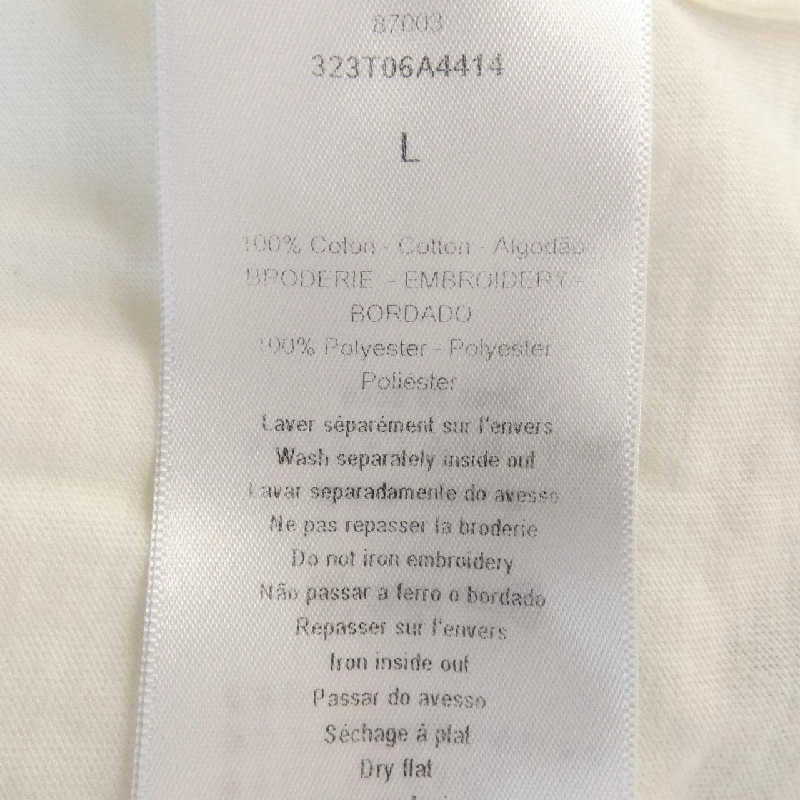 87003
323T06A4414
L
100% Coton - Cotton - Algodão
BRODERIE - EMBROIDERY -
BORDADO
100% Polyester - Polyester
Poliéster
Laver séparément sur l'envers
Wash separately inside out
Lavar separadamente do avesso
Ne pas repasser la broderie
Do not iron embroidery
Não passar a ferro o bordado
Repasser sur l'envers
Iron inside out
Passar do avesso
Séchage à plat
Dry flat